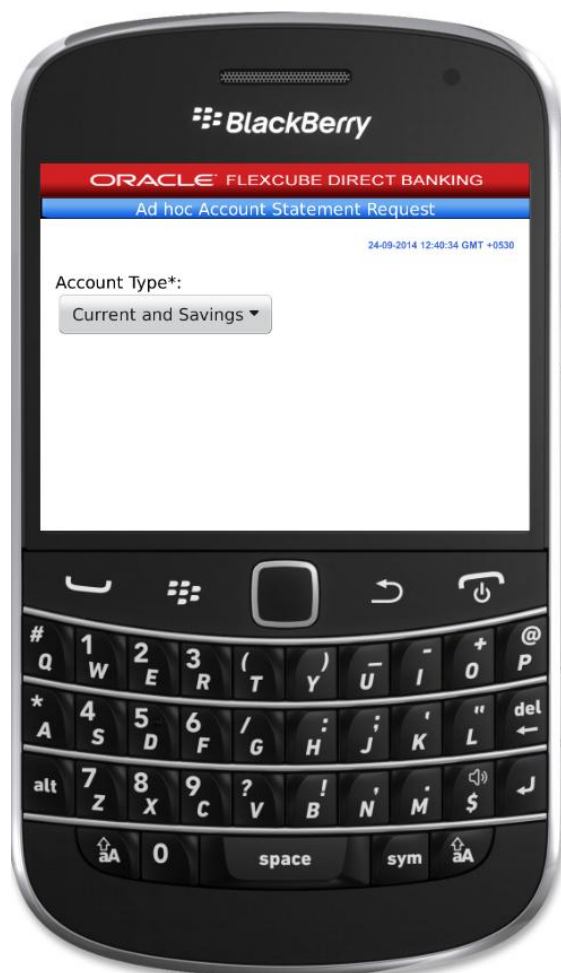 BlackBerry
ORACLE FLEXCUBE DIRECT BANKING
Ad hoc Account Statement Request
24-09-2014 12:40:34 GMT +0530
Account Type*:
Current and Savings
# 1 2 3 ( ) _ - + @
Q W E R T Y U I O P
* 4 5 6 / : ; ' " del
A S D F G H J K L
alt 7 8 9 ? ! , .
Z X C V B N M $
aA 0 space sym aA